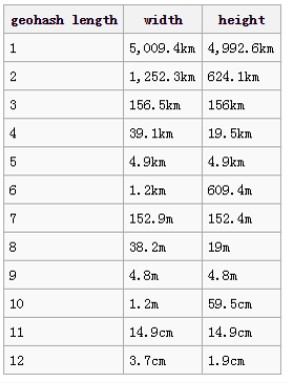 geohash length width height
1 5,009.4km 4,992.6km
2 1,252.3km 624.1km
3 156.5km 156km
4 39.1km 19.5km
5 4.9km 4.9km
6 1.2km 609.4m
7 152.9m 152.4m
8 38.2m 19m
9 4.8m 4.8m
10 1.2m 59.5cm
11 14.9cm 14.9cm
12 3.7cm 1.9cm